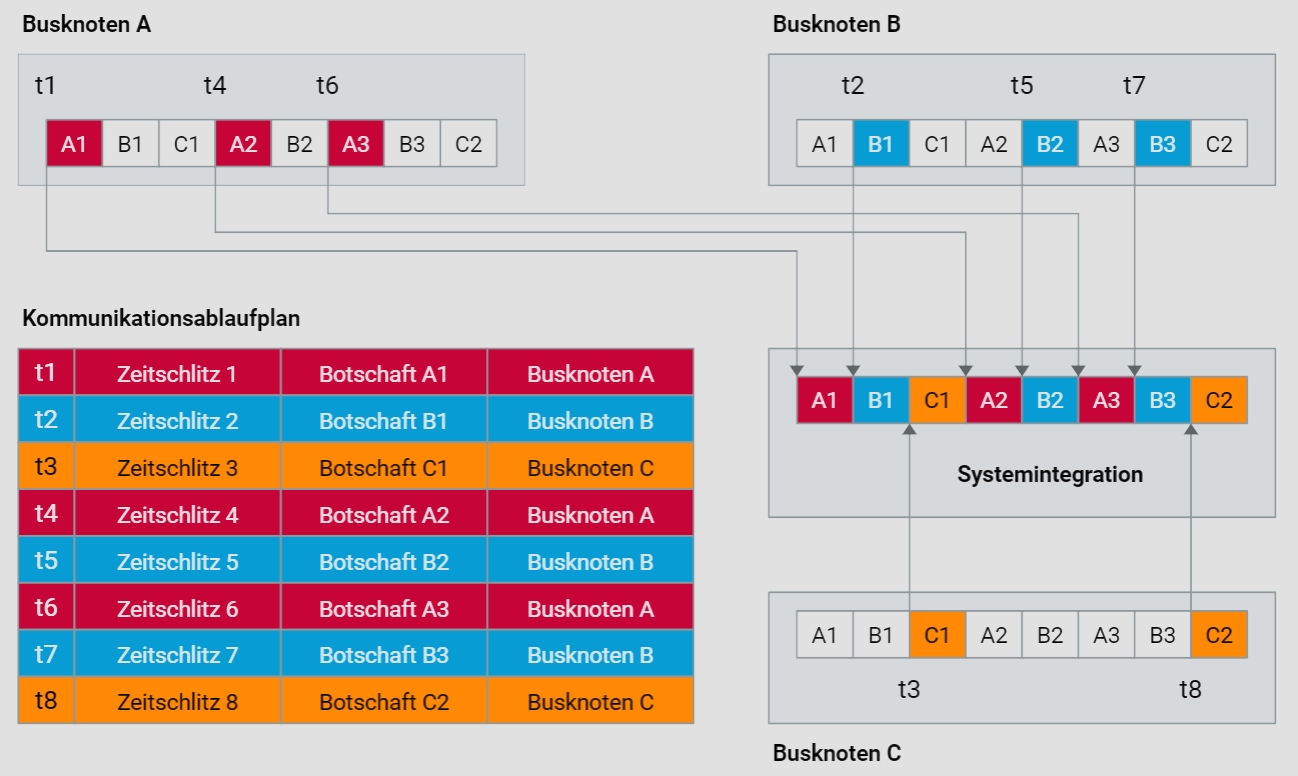 Busknoten A
t1 t4 t6
A1 B1 C1 A2 B2 A3 B3 C2
Busknoten B
t2 t5 t7
A1 B1 C1 A2 B2 A3 B3 C2
Kommunikationsablaufplan
t1 Zeitschlitz 1 Botschaft A1 Busknoten A
t2 Zeitschlitz 2 Botschaft B1 Busknoten B
t3 Zeitschlitz 3 Botschaft C1 Busknoten C
t4 Zeitschlitz 4 Botschaft A2 Busknoten A
t5 Zeitschlitz 5 Botschaft B2 Busknoten B
t6 Zeitschlitz 6 Botschaft A3 Busknoten A
t7 Zeitschlitz 7 Botschaft B3 Busknoten B
t8 Zeitschlitz 8 Botschaft C2 Busknoten C
A1 B1 C1 A2 B2 A3 B3 C2
Systemintegration
A1 B1 C1 A2 B2 A3 B3 C2
t3 t8
Busknoten C